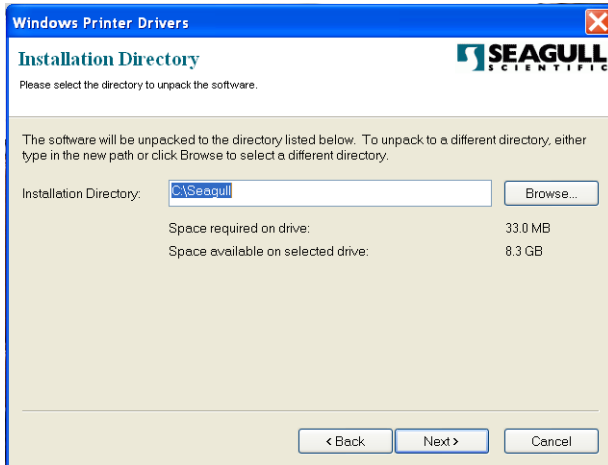 Windows Printer Drivers
Installation Directory
SEAGULL
SCIENTIFIC
Please select the directory to unpack the software.
The software will be unpacked to the directory listed below. To unpack to a different directory, either
type in the new path or click Browse to select a different directory.
Installation Directory: C:\Seagull Browse...
Space required on drive: 33.0 MB
Space available on selected drive: 8.3 GB
< Back Next > Cancel